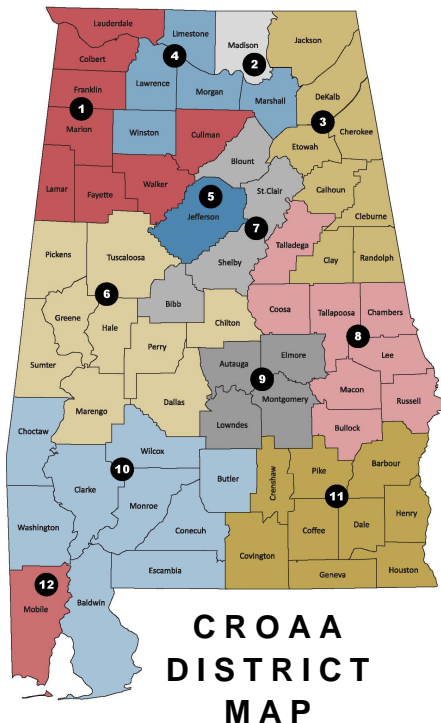 Lauderdale
Limestone
Madison
Jackson
Colbert
4
2
Lawrence
Franklin
Morgan
Marshall
DeKalb
1
3
Cherokee
Marion
Winston
Cullman
Etowah
Blount
Lamar
Fayette
Walker
5
St.Clair
Calhoun
Jefferson
Cleburne
7
Pickens
Tuscaloosa
Talladega
Clay
Randolph
Shelby
6
Bibb
Greene
Hale
Coosa
Tallapoosa
Chambers
Chilton
Perry
8
Sumter
Autauga
Elmore
Lee
9
Dallas
Macon
Marengo
Montgomery
Russell
Lowndes
Bullock
Choctaw
Wilcox
10
Butler
Crenshaw
Pike
Barbour
Clarke
11
Monroe
Washington
Conecuh
Coffee
Dale
Henry
Covington
Escambia
Geneva
Houston
12
Mobile
Baldwin
CROAA
DISTRICT
MAP